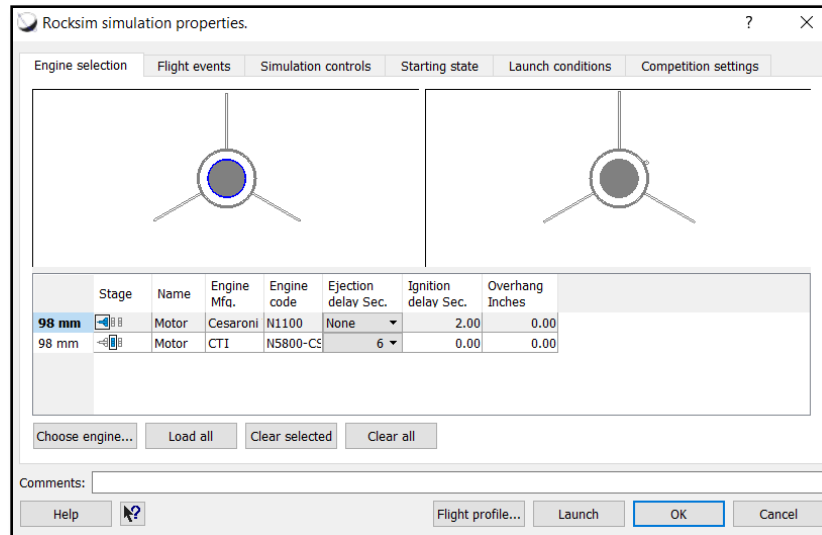 Rocksim simulation properties. ?
Engine selection Flight events Simulation controls Starting state Launch conditions Competition settings
Stage Name Engine Mfg. Engine code Ejection delay Sec. Ignition delay Sec. Overhang Inches
98 mm Motor Cesaroni N1100 None 2.00 0.00
98 mm Motor CTI N5800-CS 6 0.00 0.00
Choose engine... Load all Clear selected Clear all
Comments:
Help ? Flight profile... Launch OK Cancel